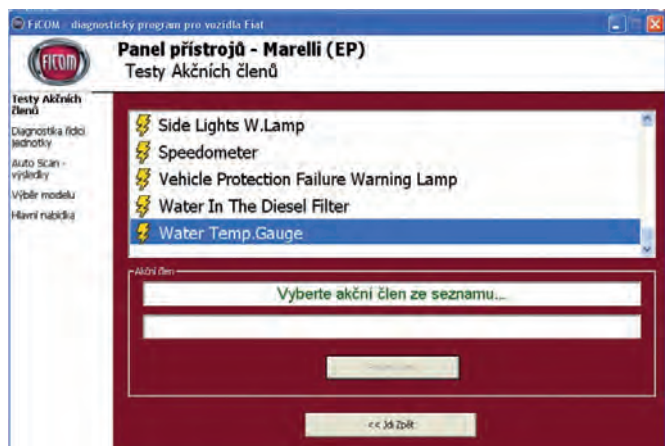 FiCOM - diagnostický program pro vozidla Fiat
FICOM
Panel přístrojů - Marelli (EP)
Testy Akčních členů
Testy Akčních
členů
Diagnostika řídicí
jednotky
Auto Scan -
výsledky
Výběr modelu
Hlavní nabídka
Side Lights W.Lamp
Speedometer
Vehicle Protection Failure Warning Lamp
Water In The Diesel Filter
Water Temp.Gauge
Akční člen
Vyberte akční člen ze seznamu...
<< Jdi Zpět